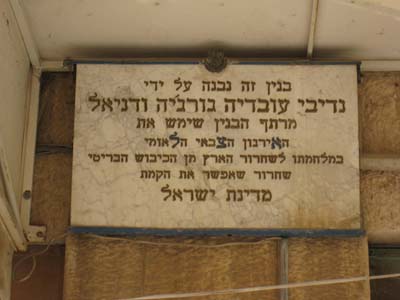 בנין זה נבנה על ידי
נדיבי עובדיה גורג'יה ודניאל
מרתף הבנין שימש את
הארגון הצבאי הלאומי
במלחמתו לשחרור הארץ מן הכיבוש הבריטי
שחרור שאפשר את הקמת
מדינת ישראל